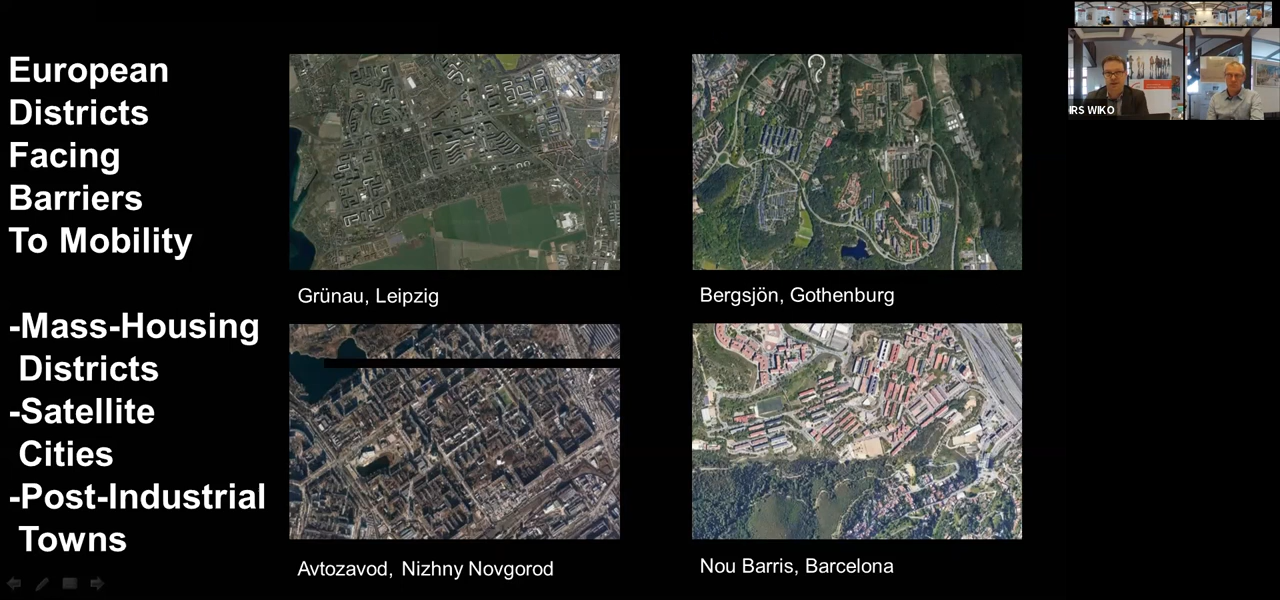 European
Districts
Facing
Barriers
To Mobility
-Mass-Housing
Districts
-Satellite
Cities
-Post-Industrial
Towns
Grünau, Leipzig
Bergsjön, Gothenburg
Avtozavod, Nizhny Novgorod
Nou Barris, Barcelona
HRS WIKO